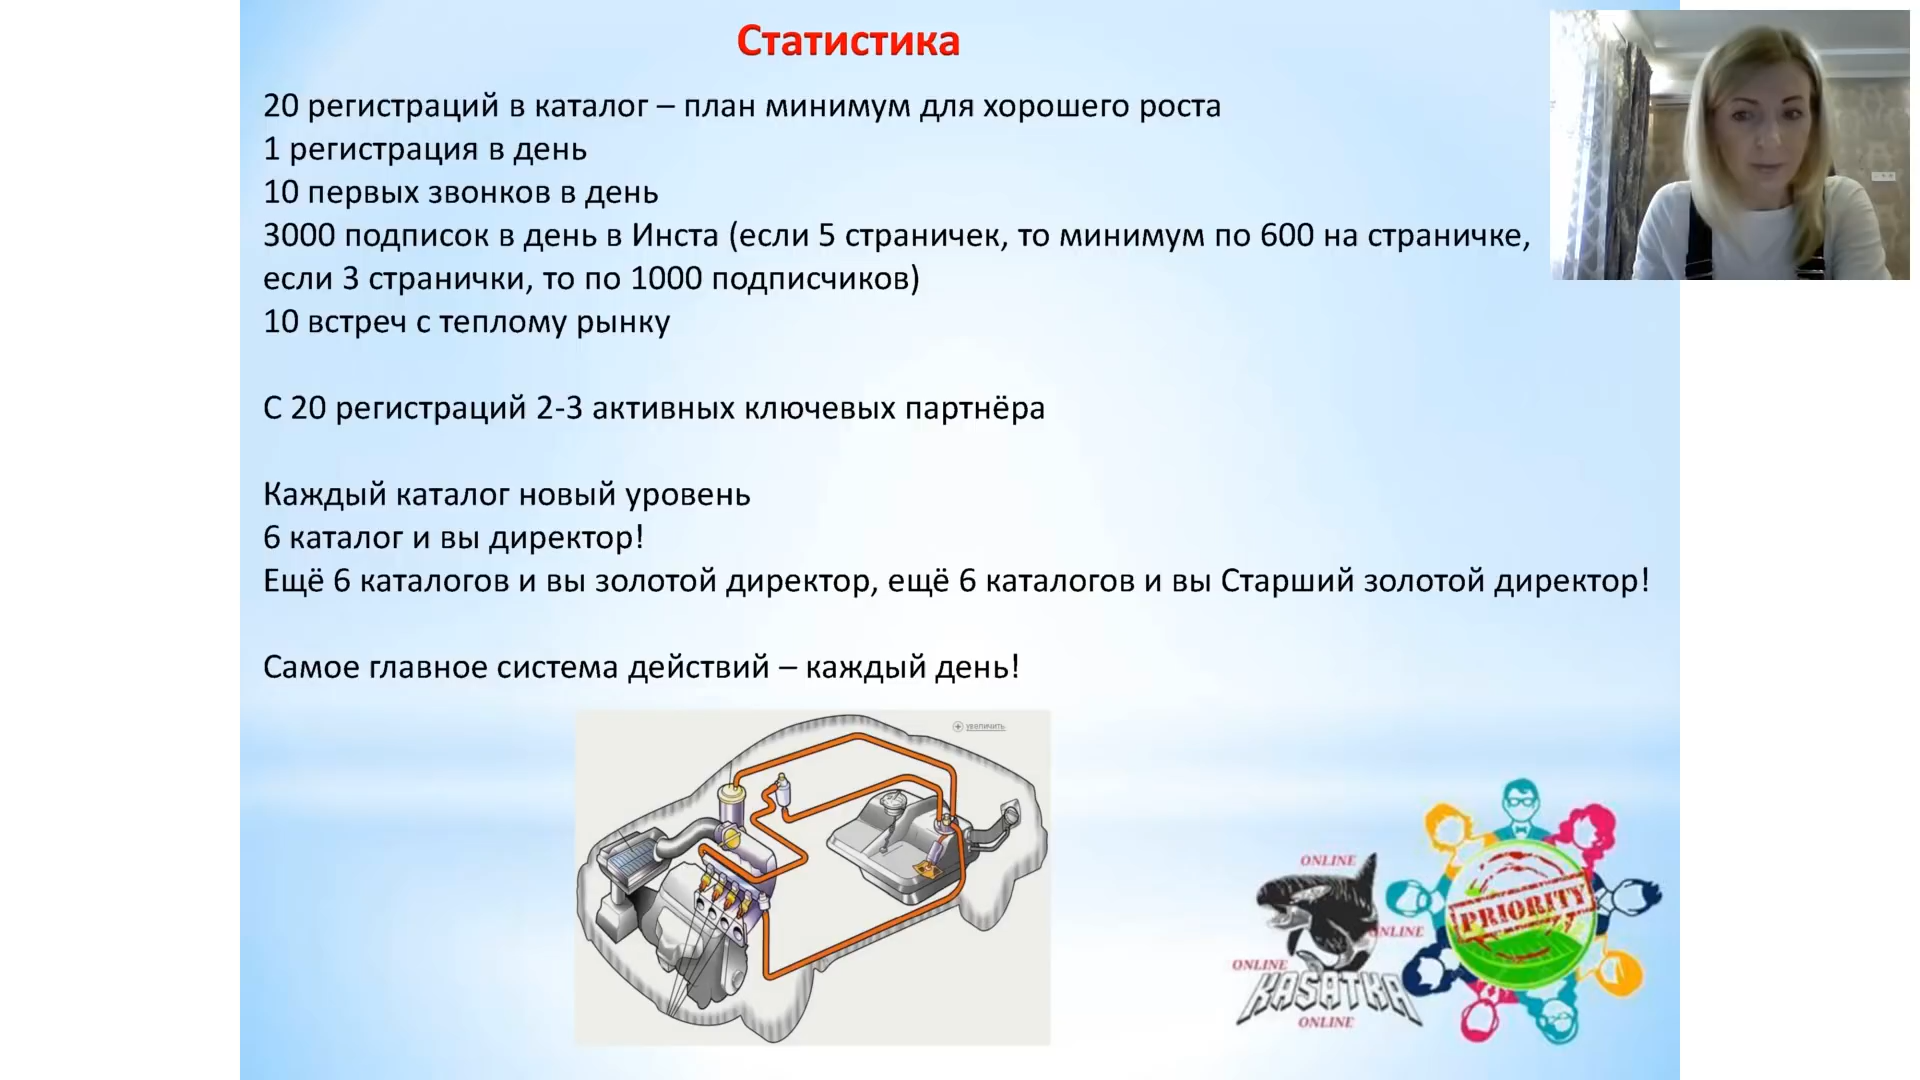 Статистика
20 регистраций в каталог – план минимум для хорошего роста
1 регистрация в день
10 первых звонков в день
3000 подписок в день в Инста (если 5 страничек, то минимум по 600 на страничке,
если 3 странички, то по 1000 подписчиков)
10 встреч с теплому рынку
С 20 регистраций 2-3 активных ключевых партнёра
Каждый каталог новый уровень
6 каталог и вы директор!
Ещё 6 каталогов и вы золотой директор, ещё 6 каталогов и вы Старший золотой директор!
Самое главное система действий – каждый день!
увеличить
ONLINE
PRIORITY
ONLINE
ONLINE
KASATKA
ONLINE